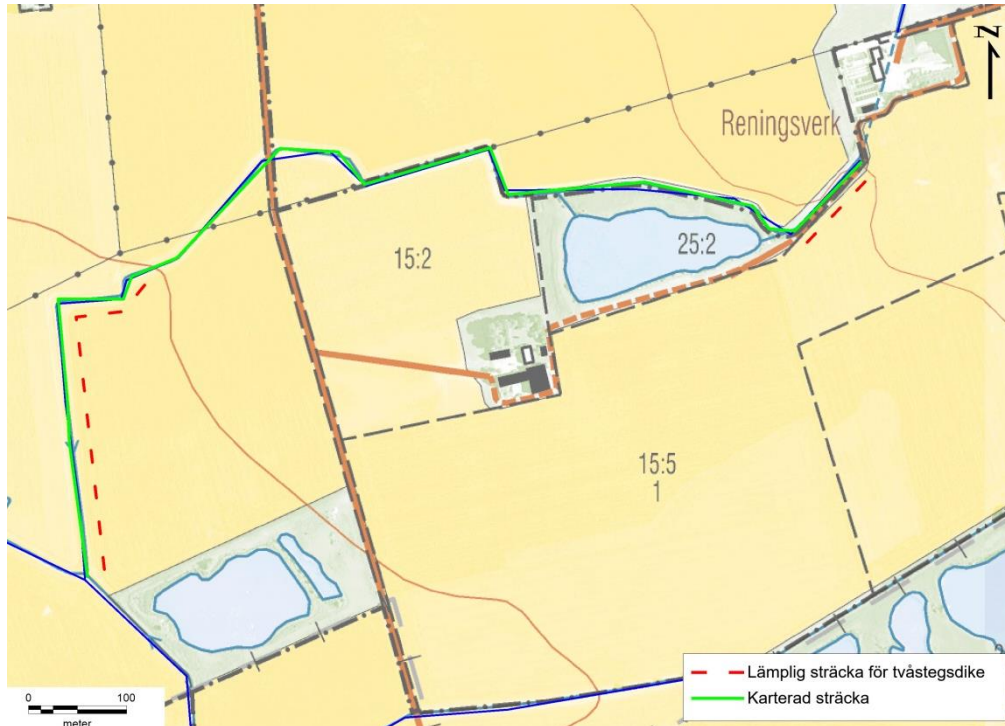 N
Reningsverk
25:2
15:2
15:5
1
Lämplig sträcka för tvåstegsdike
Karterad sträcka
0 100
meter